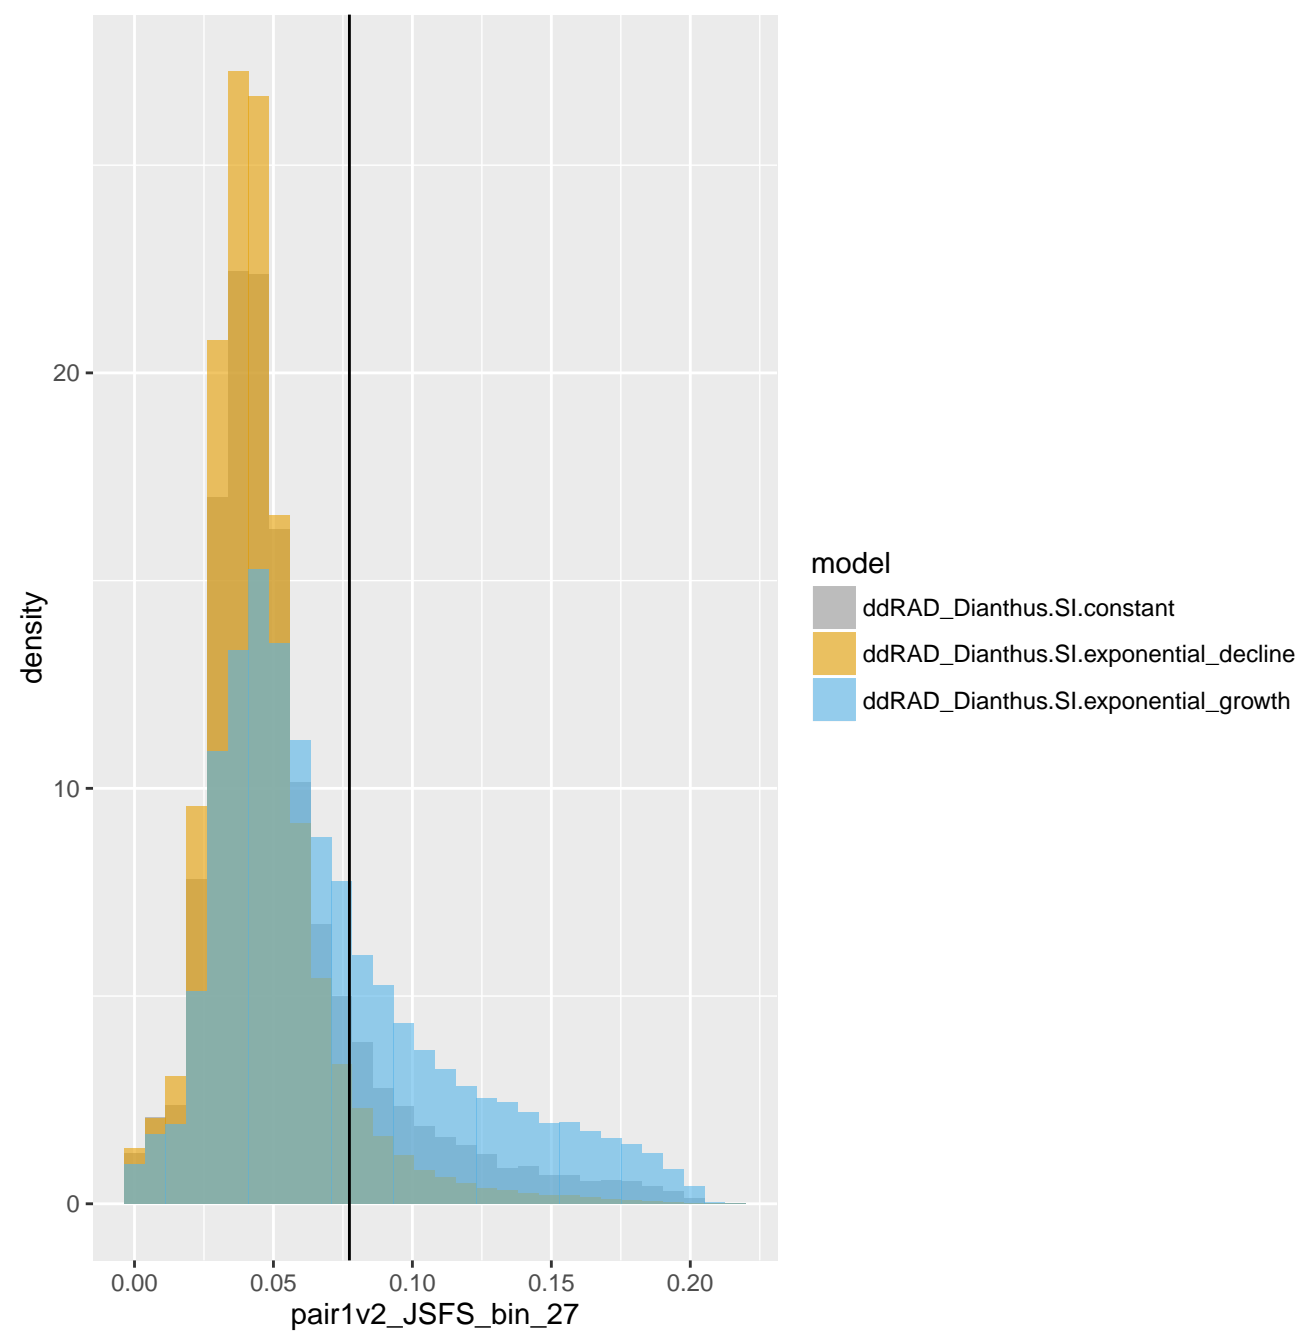 density
20
10
0
0.00 0.05 0.10 0.15 0.20
pair1v2_JSFS_bin_27
model
ddRAD_Dianthus.SI.constant
ddRAD_Dianthus.SI.exponential_decline
ddRAD_Dianthus.SI.exponential_growth